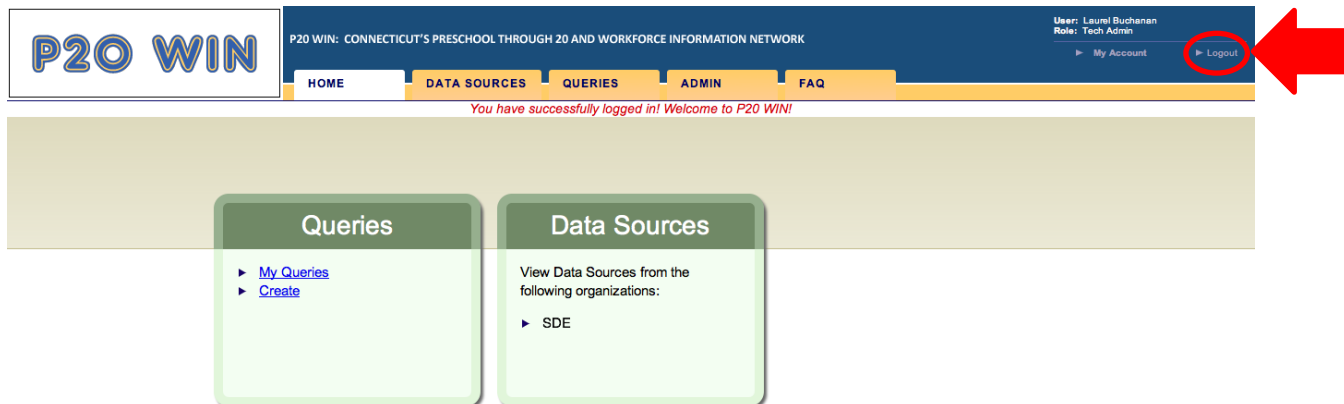 P20 WIN
P20 WIN: CONNECTICUT'S PRESCHOOL THROUGH 20 AND WORKFORCE INFORMATION NETWORK
User: Laurel Buchanan
Role: Tech Admin
► My Account ► Logout
HOME DATA SOURCES QUERIES ADMIN FAQ
You have successfully logged in! Welcome to P20 WIN!
Queries
► My Queries
► Create
Data Sources
View Data Sources from the
following organizations:
► SDE